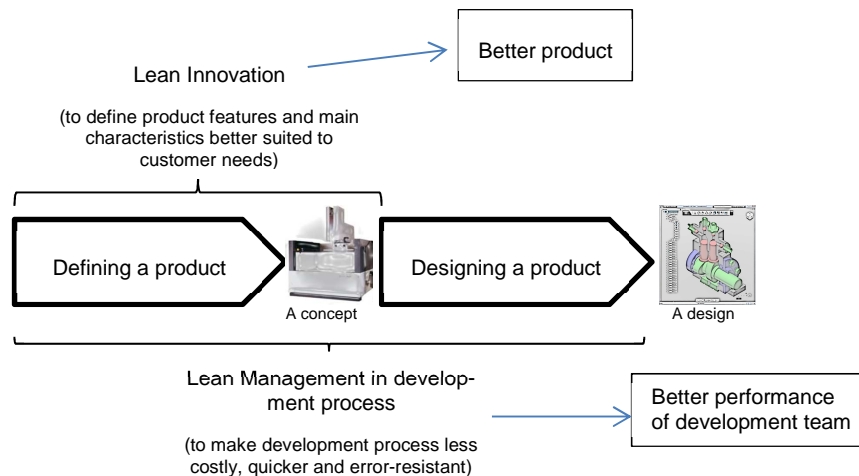 Better product
Lean Innovation
(to define product features and main
characteristics better suited to
customer needs)
Defining a product
Designing a product
A concept
A design
Lean Management in develop-
ment process
(to make development process less
costly, quicker and error-resistant)
Better performance
of development team